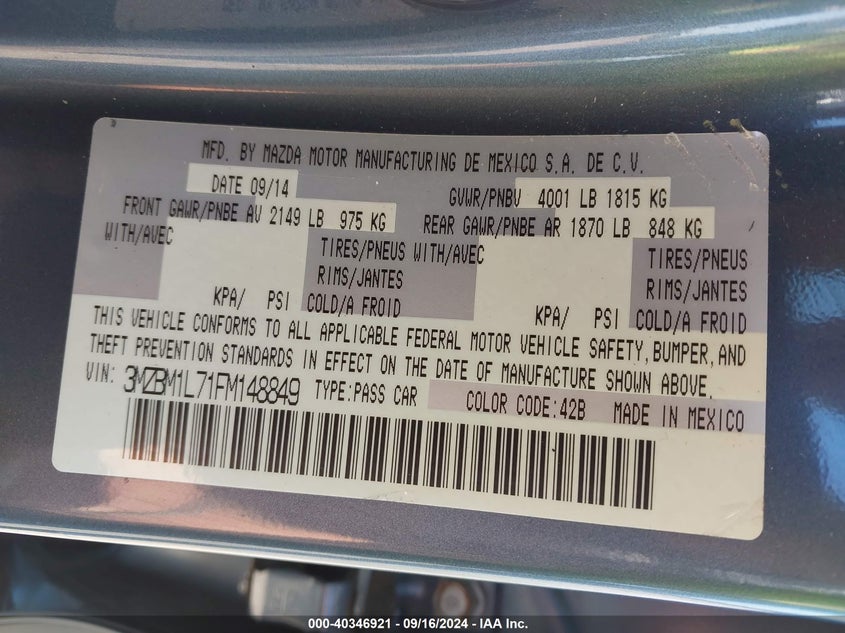 MFD. BY MAZDA MOTOR MANUFACTURING DE MEXICO S.A. DE C.V.
DATE 09/14 GVWR/PNBV 4001 LB 1815 KG
FRONT GAWR/PNBE AV 2149 LB 975 KG REAR GAWR/PNBE AR 1870 LB 848 KG
WITH/AVEC TIRES/PNEUS WITH/AVEC TIRES/PNEUS
RIMS/JANTES RIMS/JANTES
KPA/ PSI COLD/A FROID KPA/ PSI COLD/A FROID
THIS VEHICLE CONFORMS TO ALL APPLICABLE FEDERAL MOTOR VEHICLE SAFETY, BUMPER, AND
THEFT PREVENTION STANDARDS IN EFFECT ON THE DATE OF MANUFACTURE SHOWN ABOVE.
VIN: 3MZBM1L71FM148849 TYPE:PASS CAR COLOR CODE:42B MADE IN MEXICO
000-40346921 - 09/16/2024 - IAA Inc.